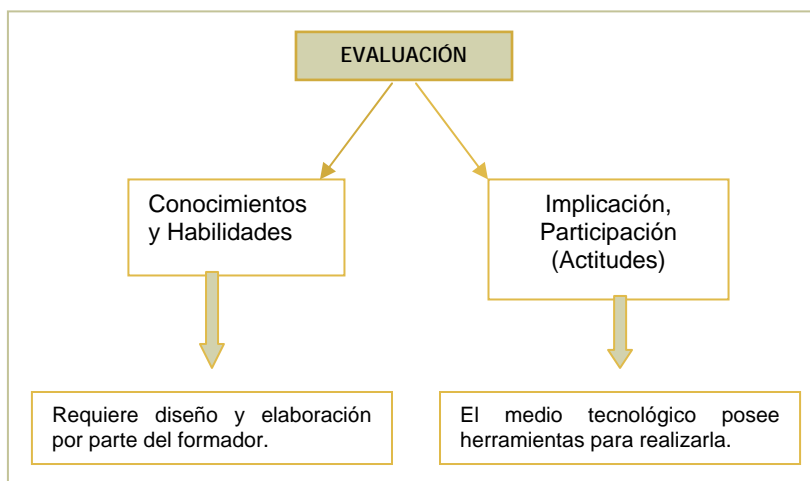 EVALUACIÓN
Conocimientos
y Habilidades
Implicación,
Participación
(Actitudes)
Requiere diseño y elaboración
por parte del formador.
El medio tecnológico posee
herramientas para realizarla.